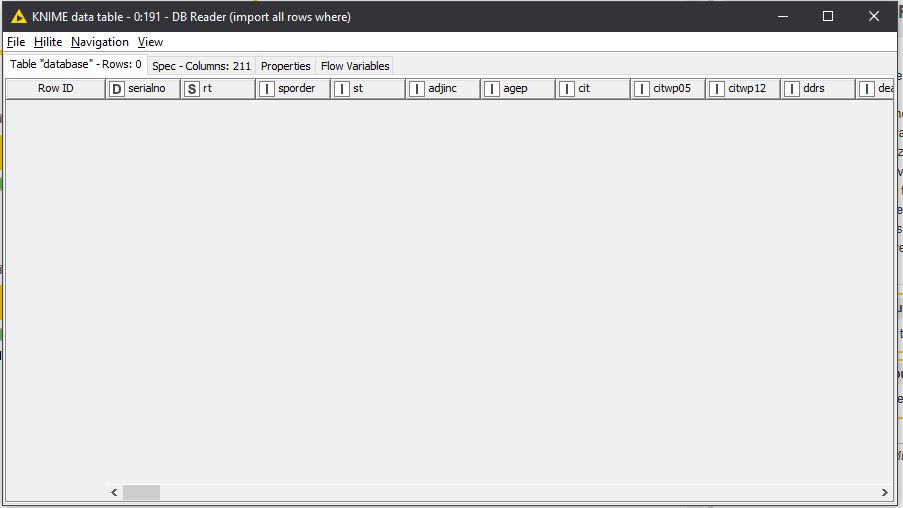 KNIME data table - 0:191 - DB Reader (import all rows where)
File Hilite Navigation View
Table "database" - Rows: 0 Spec - Columns: 211 Properties Flow Variables
Row ID D serialno S rt I sporder I st I adjinc I agep I cit I citwp05 I citwp12 I ddrs I dea